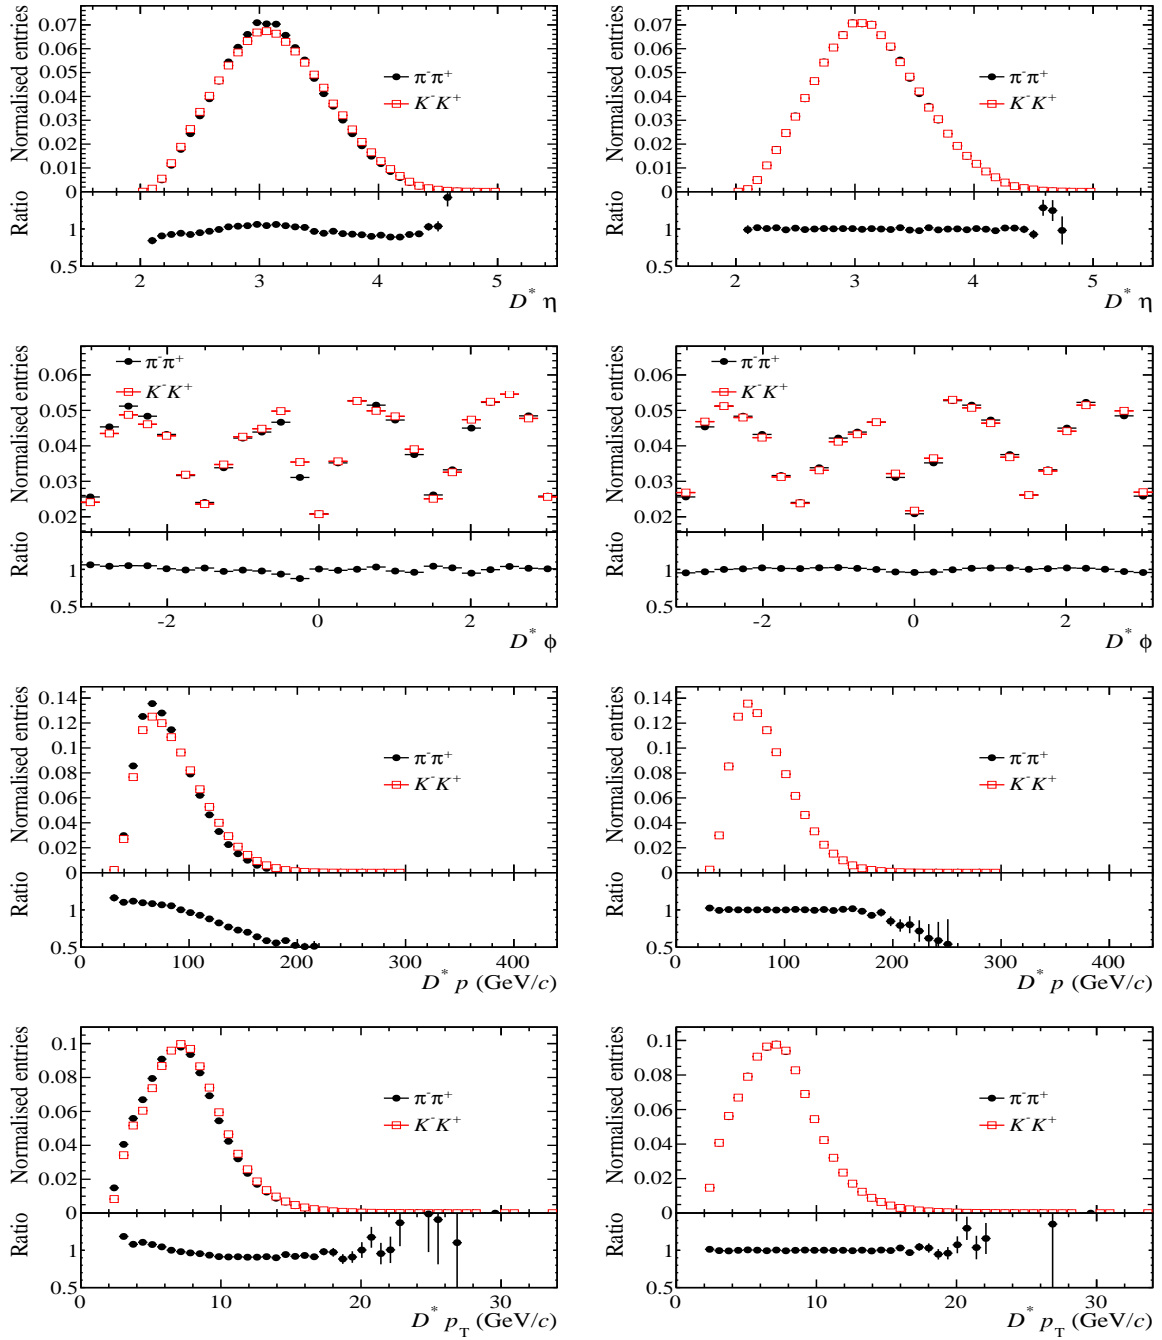 Normalised entries
0.07
0.06
0.05
0.04
0.03
0.02
0.01
0
π⁻π⁺
K⁻K⁺
Ratio
1
0.5
2 3 4 5
D* η
Normalised entries
0.07
0.06
0.05
0.04
0.03
0.02
0.01
0
π⁻π⁺
K⁻K⁺
Ratio
1
0.5
2 3 4 5
D* η
Normalised entries
0.06
0.05
0.04
0.03
0.02
π⁻π⁺
K⁻K⁺
Ratio
1
0.5
-2 0 2
D* ϕ
Normalised entries
0.06
0.05
0.04
0.03
0.02
π⁻π⁺
K⁻K⁺
Ratio
1
0.5
-2 0 2
D* ϕ
Normalised entries
0.14
0.12
0.1
0.08
0.06
0.04
0.02
0
π⁻π⁺
K⁻K⁺
Ratio
1
0.5
0 100 200 300 400
D* p (GeV/c)
Normalised entries
0.14
0.12
0.1
0.08
0.06
0.04
0.02
0
π⁻π⁺
K⁻K⁺
Ratio
1
0.5
0 100 200 300 400
D* p (GeV/c)
Normalised entries
0.1
0.08
0.06
0.04
0.02
0
π⁻π⁺
K⁻K⁺
Ratio
1
0.5
0 10 20 30
D* p_T (GeV/c)
Normalised entries
0.1
0.08
0.06
0.04
0.02
0
π⁻π⁺
K⁻K⁺
Ratio
1
0.5
0 10 20 30
D* p_T (GeV/c)